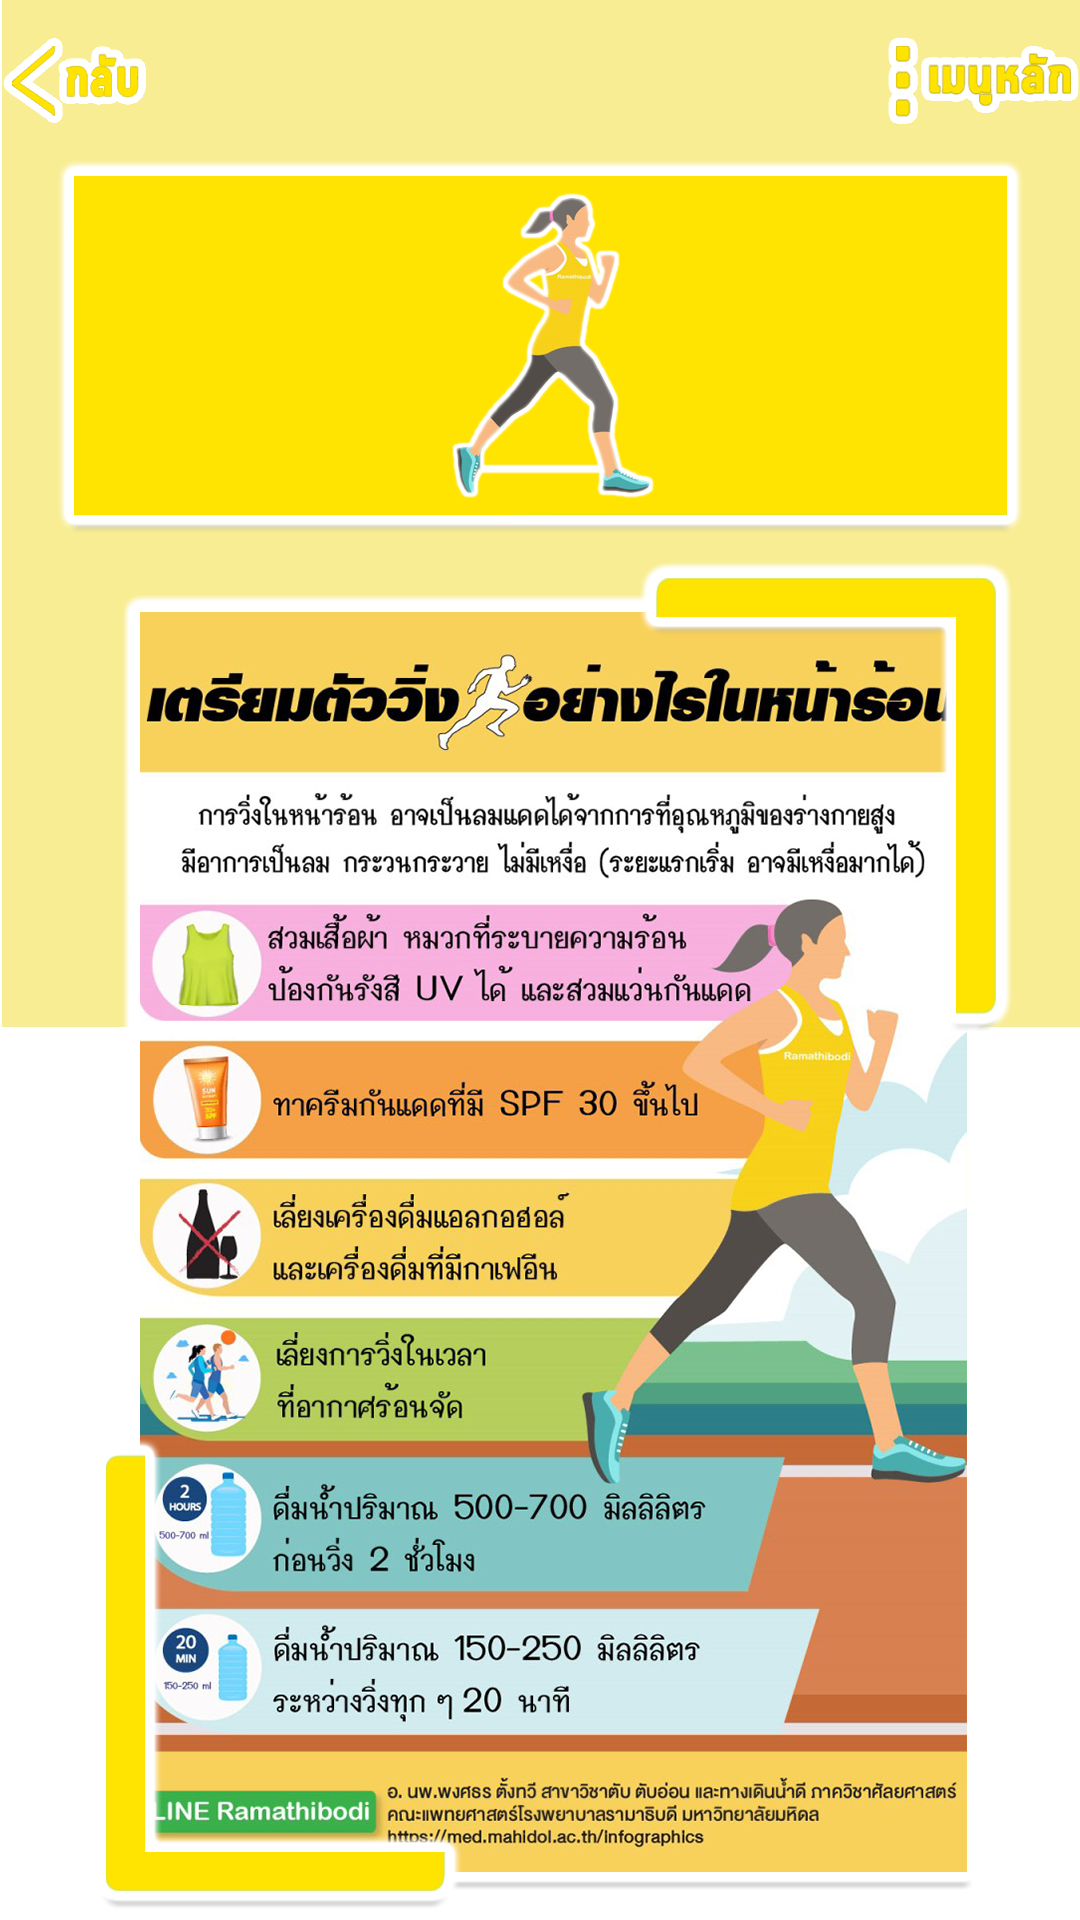 กลับ
เมนูหลัก
Ramathibodi
เตรียมตัววิ่งอย่างไรในหน้าร้อน
การวิ่งในหน้าร้อน อาจเป็นลมแดดได้จากการที่อุณหภูมิของร่างกายสูง
มีอาการเป็นลม กระวนกระวาย ไม่มีเหงื่อ (ระยะแรกเริ่ม อาจมีเหงื่อมากได้)
สวมเสื้อผ้า หมวกที่ระบายความร้อน
ป้องกันรังสี UV ได้ และสวมแว่นกันแดด
Ramathibodi
SUN
SPF
ทาครีมกันแดดที่มี SPF 30 ขึ้นไป
เลี่ยงเครื่องดื่มแอลกอฮอล์
และเครื่องดื่มที่มีกาเฟอีน
เลี่ยงการวิ่งในเวลา
ที่อากาศร้อนจัด
2
HOURS
500-700 ml
ดื่มน้ำปริมาณ 500-700 มิลลิลิตร
ก่อนวิ่ง 2 ชั่วโมง
20
MIN
150-250 ml
ดื่มน้ำปริมาณ 150-250 มิลลิลิตร
ระหว่างวิ่งทุก ๆ 20 นาที
LINE Ramathibodi
อ. นพ.พงศธร ตั้งทวี สาขาวิชาตับ ตับอ่อน และทางเดินน้ำดี ภาควิชาศัลยศาสตร์
คณะแพทยศาสตร์โรงพยาบาลรามาธิบดี มหาวิทยาลัยมหิดล
https://med.mahidol.ac.th/infographics